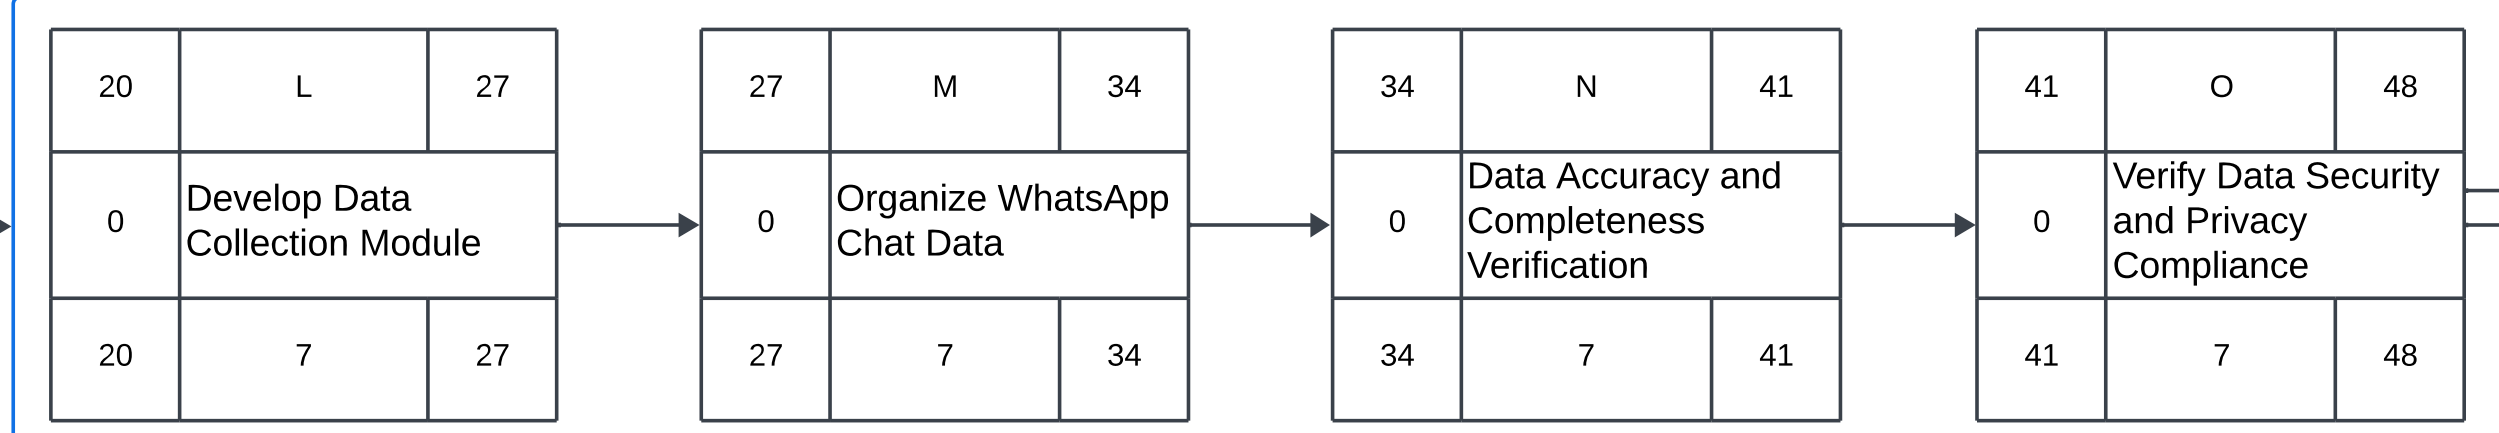 20 L 27
0 Develop Data
Collection Module
20 7 27
27 M 34
0 Organize WhatsApp
Chat Data
27 7 34
34 N 41
Data Accuracy and
0 Completeness
Verification
34 7 41
41 O 48
Verify Data Security
0 and Privacy
Compliance
41 7 48